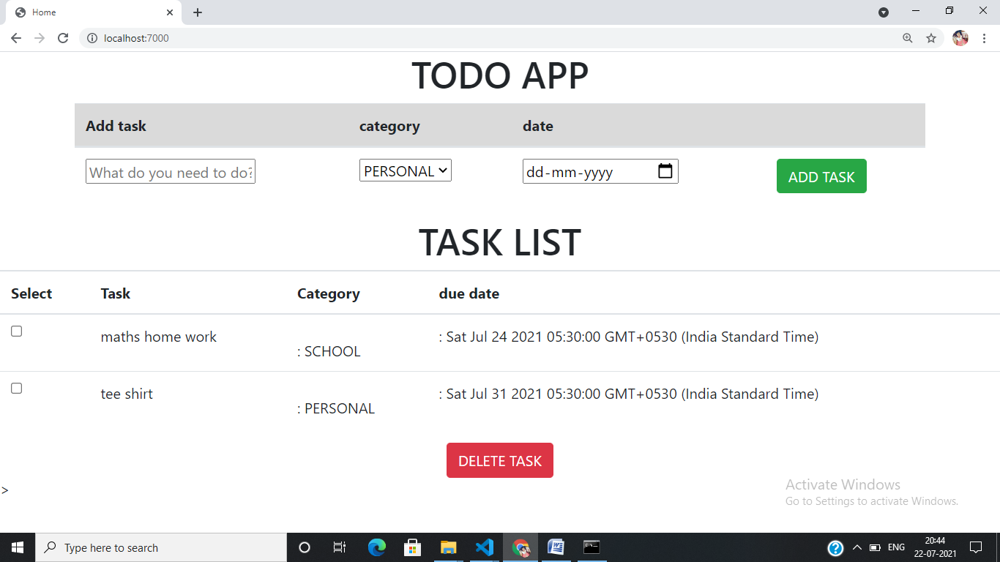 Home
localhost:7000
TODO APP
Add task category date
What do you need to do? PERSONAL dd-mm-yyyy ADD TASK
TASK LIST
Select Task Category due date
maths home work : SCHOOL : Sat Jul 24 2021 05:30:00 GMT+0530 (India Standard Time)
tee shirt : PERSONAL : Sat Jul 31 2021 05:30:00 GMT+0530 (India Standard Time)
DELETE TASK
>
Activate Windows
Go to Settings to activate Windows.
Type here to search
ENG
20:44
22-07-2021